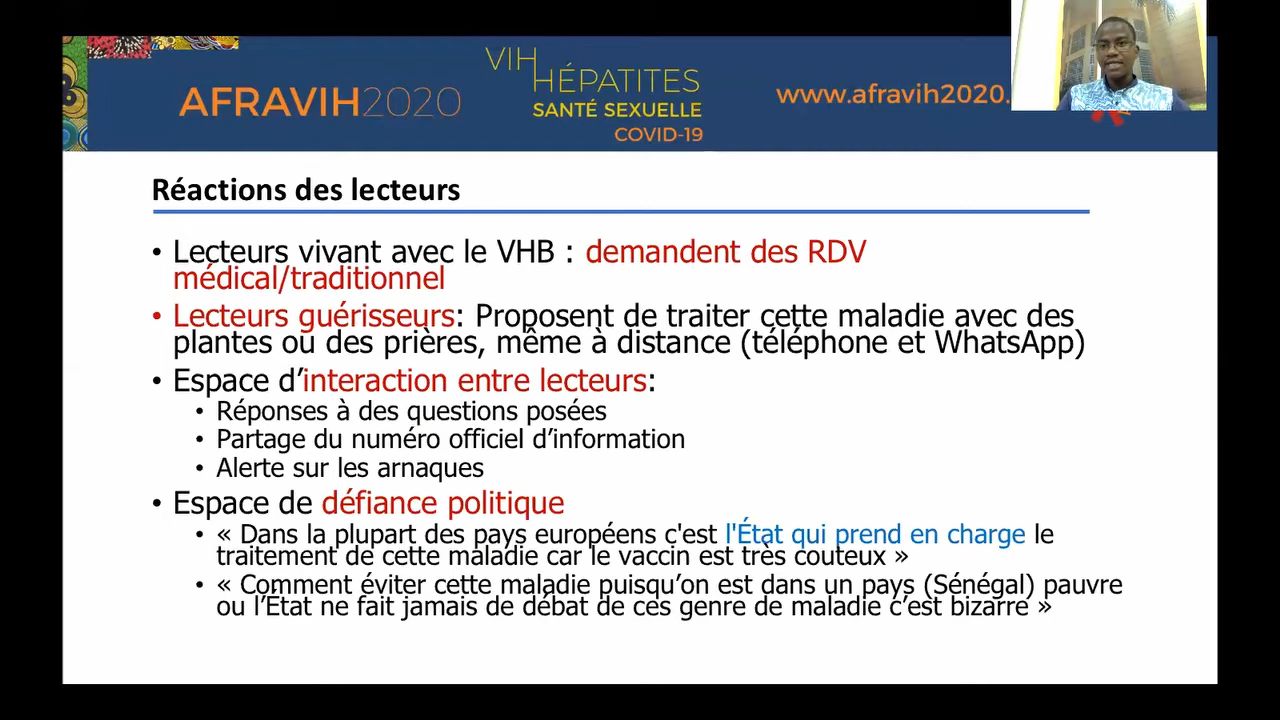 VIH
HÉPATITES
AFRAVIH2020
SANTÉ SEXUELLE
COVID-19
www.afravih2020.
Réactions des lecteurs
• Lecteurs vivant avec le VHB : demandent des RDV
médical/traditionnel
• Lecteurs guérisseurs: Proposent de traiter cette maladie avec des
plantes ou des prières, même à distance (téléphone et WhatsApp)
• Espace d’interaction entre lecteurs:
• Réponses à des questions posées
• Partage du numéro officiel d’information
• Alerte sur les arnaques
• Espace de défiance politique
• « Dans la plupart des pays européens c'est l'État qui prend en charge le
traitement de cette maladie car le vaccin est très couteux »
• « Comment éviter cette maladie puisqu’on est dans un pays (Sénégal) pauvre
ou l’État ne fait jamais de débat de ces genre de maladie c’est bizarre »